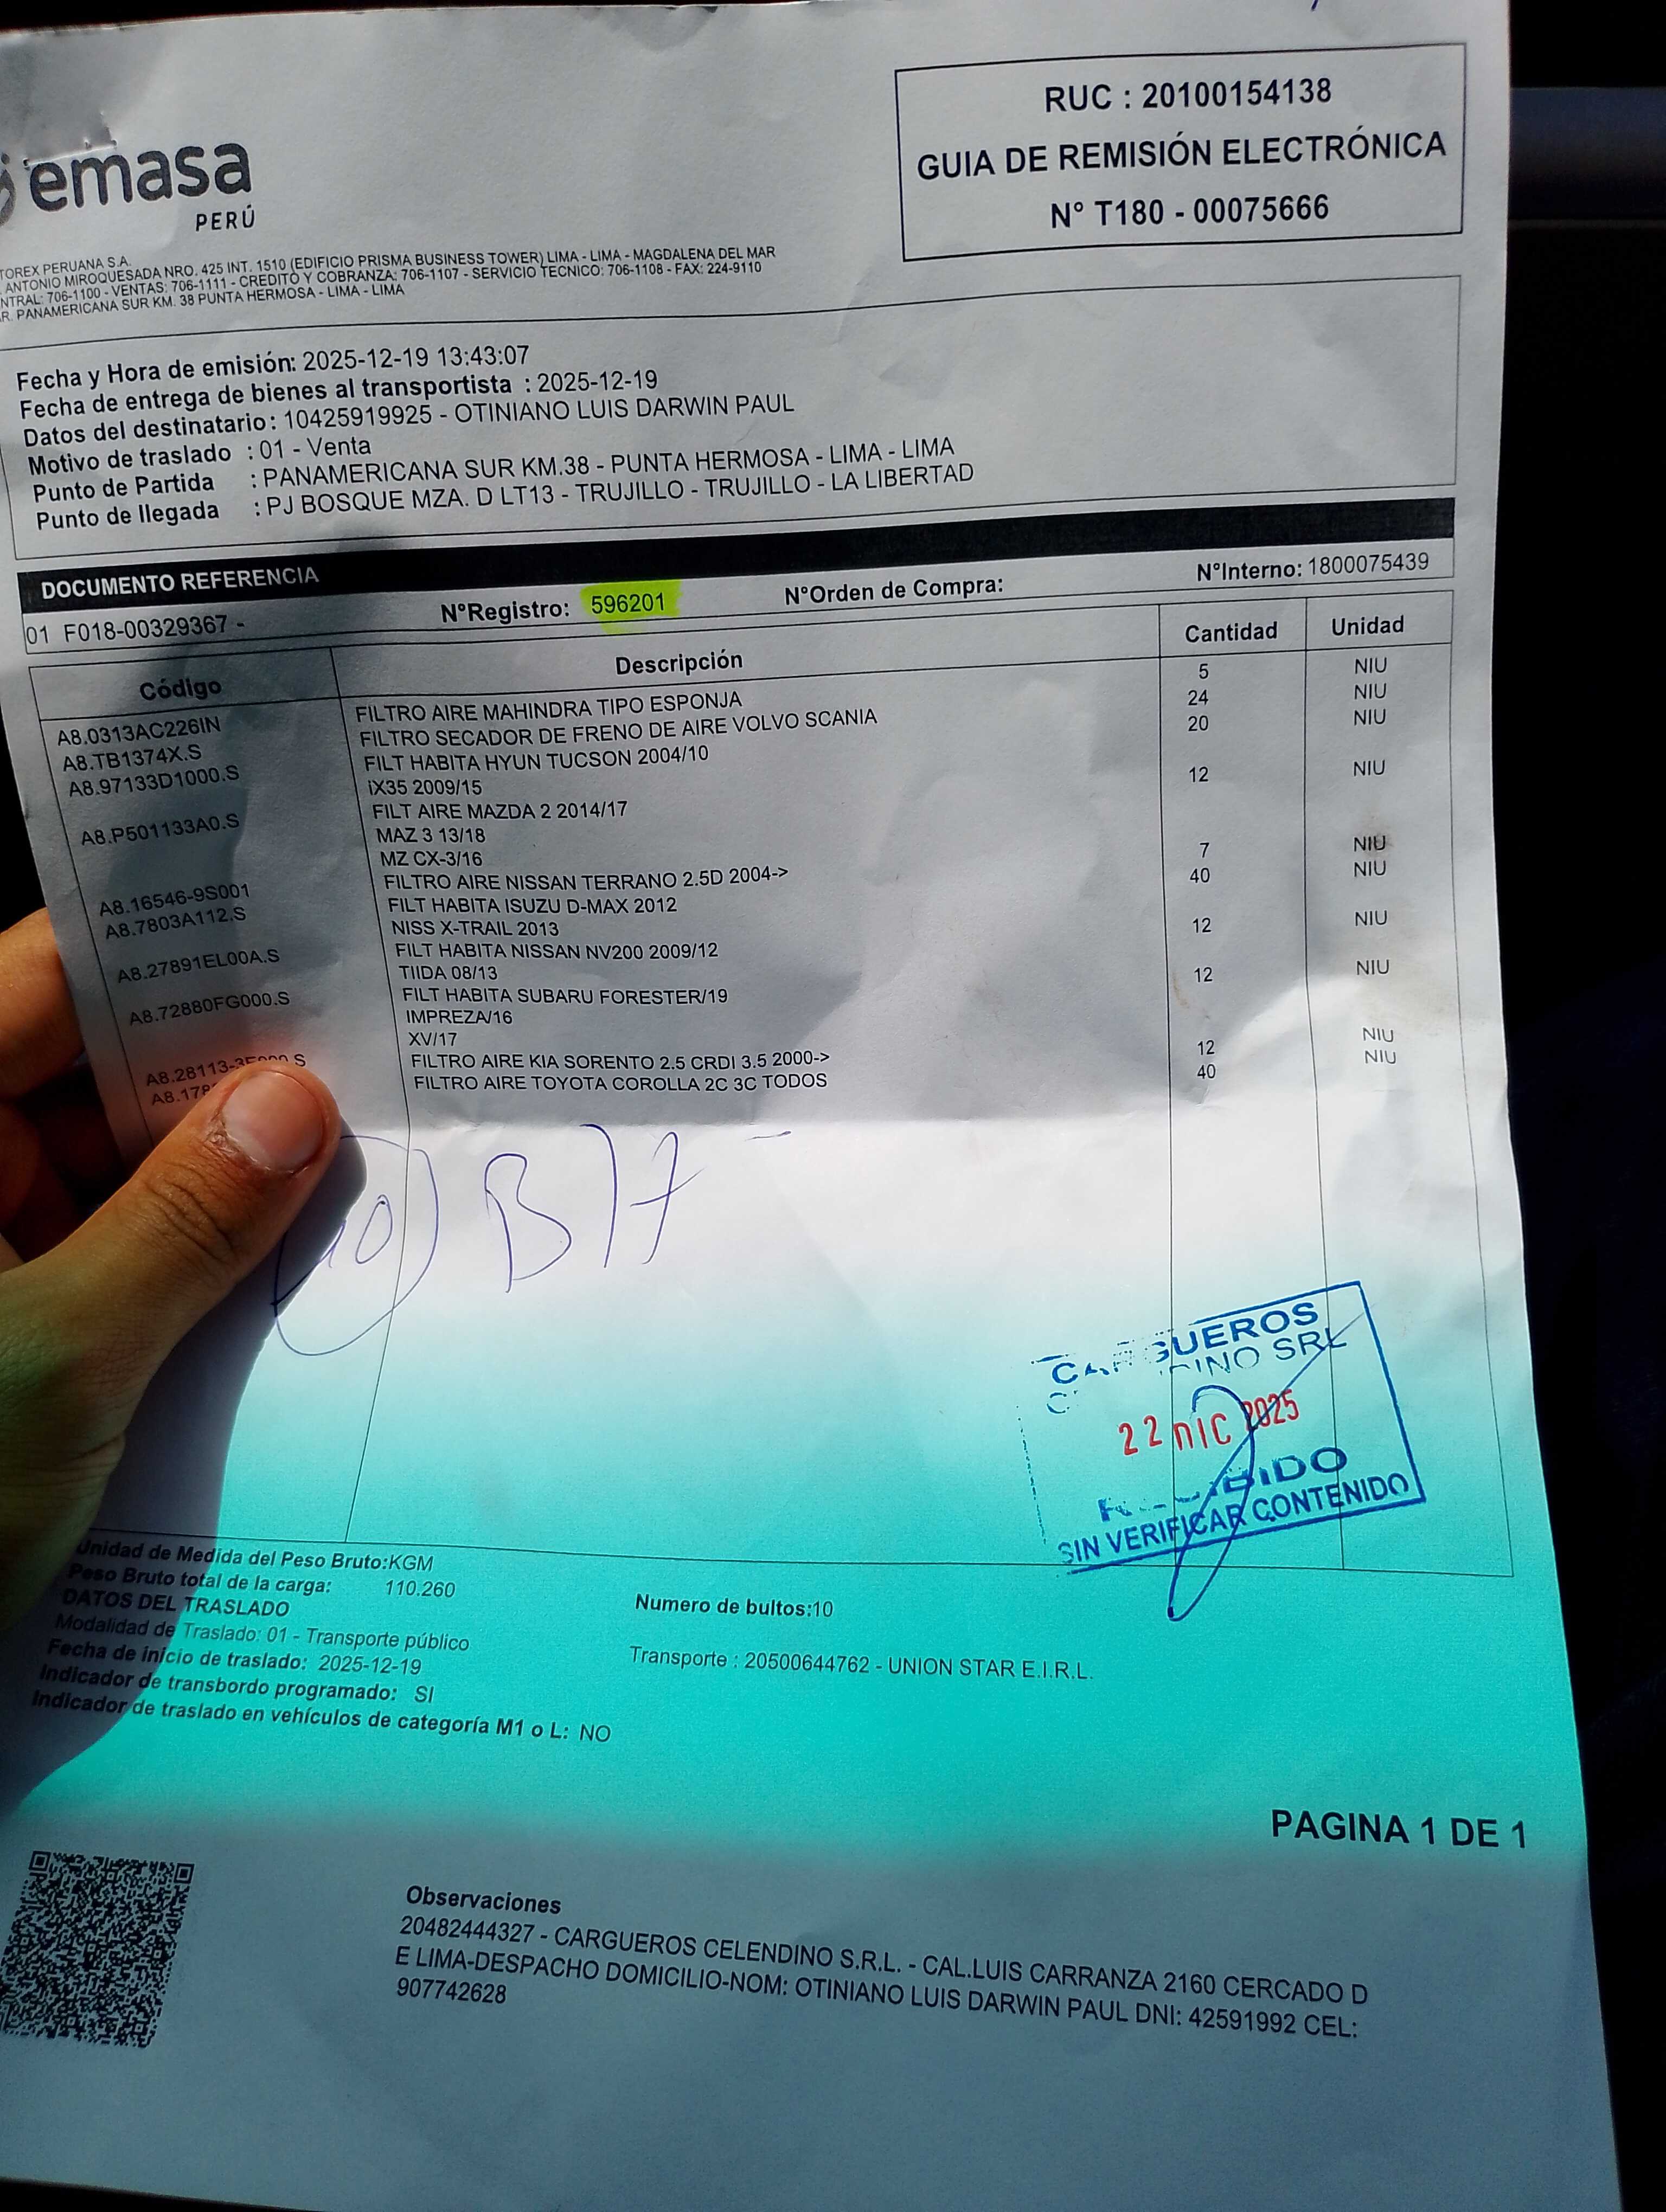 emasa
PERÚ
RUC : 20100154138
GUIA DE REMISIÓN ELECTRÓNICA
N° T180 - 00075666
TOREX PERUANA S.A.
ANTONIO MIROQUESADA NRO. 425 INT. 1510 (EDIFICIO PRISMA BUSINESS TOWER) LIMA - LIMA - MAGDALENA DEL MAR
NTRAL: 706-1100 - VENTAS: 706-1111 - CREDITO Y COBRANZA: 706-1107 - SERVICIO TECNICO: 706-1108 - FAX: 224-9110
R. PANAMERICANA SUR KM. 38 PUNTA HERMOSA - LIMA - LIMA
Fecha y Hora de emisión: 2025-12-19 13:43:07
Fecha de entrega de bienes al transportista : 2025-12-19
Datos del destinatario: 10425919925 - OTINIANO LUIS DARWIN PAUL
Motivo de traslado : 01 - Venta
Punto de Partida : PANAMERICANA SUR KM.38 - PUNTA HERMOSA - LIMA - LIMA
Punto de llegada : PJ BOSQUE MZA. D LT13 - TRUJILLO - TRUJILLO - LA LIBERTAD
DOCUMENTO REFERENCIA
01 F018-00329367 - N°Registro: 596201 N°Orden de Compra: N°Interno: 1800075439
Código Descripción Cantidad Unidad
A8.0313AC226IN FILTRO AIRE MAHINDRA TIPO ESPONJA 5 NIU
A8.TB1374X.S FILTRO SECADOR DE FRENO DE AIRE VOLVO SCANIA 24 NIU
A8.97133D1000.S FILT HABITA HYUN TUCSON 2004/10 20 NIU
IX35 2009/15
A8.P501133A0.S FILT AIRE MAZDA 2 2014/17 12 NIU
MAZ 3 13/18
MZ CX-3/16
A8.16546-9S001 FILTRO AIRE NISSAN TERRANO 2.5D 2004-> 7 NIU
A8.7803A112.S FILT HABITA ISUZU D-MAX 2012 40 NIU
NISS X-TRAIL 2013
A8.27891EL00A.S FILT HABITA NISSAN NV200 2009/12 12 NIU
TIIDA 08/13
A8.72880FG000.S FILT HABITA SUBARU FORESTER/19 12 NIU
IMPREZA/16
XV/17
FILTRO AIRE KIA SORENTO 2.5 CRDI 3.5 2000-> 12 NIU
FILTRO AIRE TOYOTA COROLLA 2C 3C TODOS 40 NIU
CARGUEROS
SRL
22 DIC 2025
RECIBIDO
SIN VERIFICAR CONTENIDO
Unidad de Medida del Peso Bruto:KGM
Peso Bruto total de la carga: 110.260 Numero de bultos:10
DATOS DEL TRASLADO
Modalidad de Traslado: 01 - Transporte público Transporte : 20500644762 - UNION STAR E.I.R.L.
Fecha de inicio de traslado: 2025-12-19
Indicador de transbordo programado: SI
Indicador de traslado en vehículos de categoría M1 o L: NO
PAGINA 1 DE 1
Observaciones
20482444327 - CARGUEROS CELENDINO S.R.L. - CAL.LUIS CARRANZA 2160 CERCADO D
E LIMA-DESPACHO DOMICILIO-NOM: OTINIANO LUIS DARWIN PAUL DNI: 42591992 CEL:
907742628